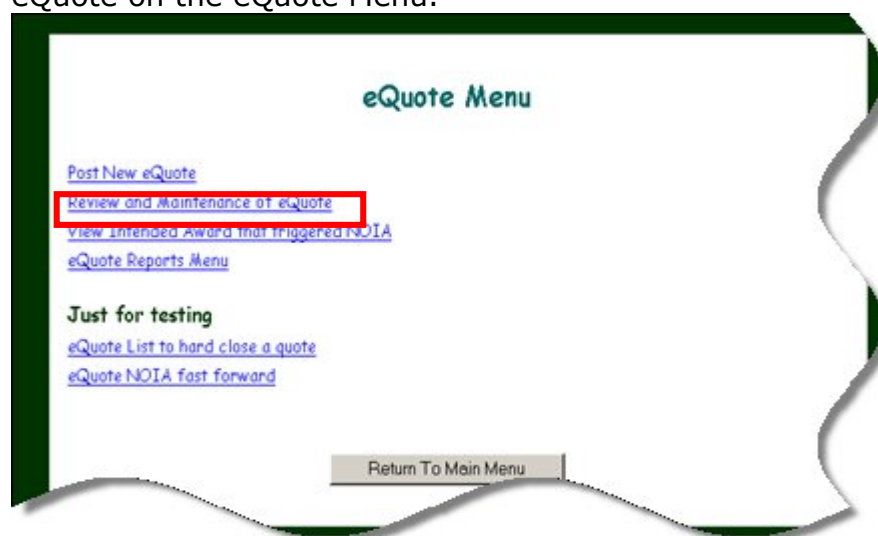 eQuote on the eQuote Menu.
eQuote Menu
Post New eQuote
Review and Maintenance of eQuote
View Intended Award that triggered NOIA
eQuote Reports Menu
Just for testing
eQuote List to hard close a quote
eQuote NOIA fast forward
Return To Main Menu